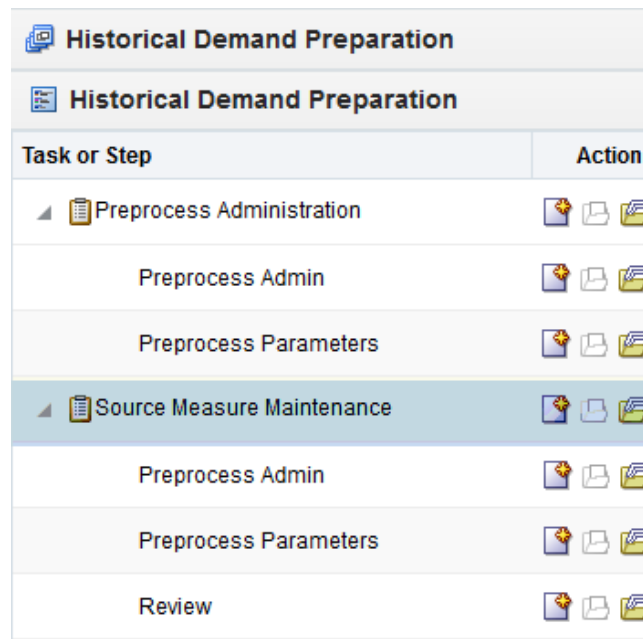 Historical Demand Preparation
Historical Demand Preparation
Task or Step Action
Preprocess Administration
Preprocess Admin
Preprocess Parameters
Source Measure Maintenance
Preprocess Admin
Preprocess Parameters
Review